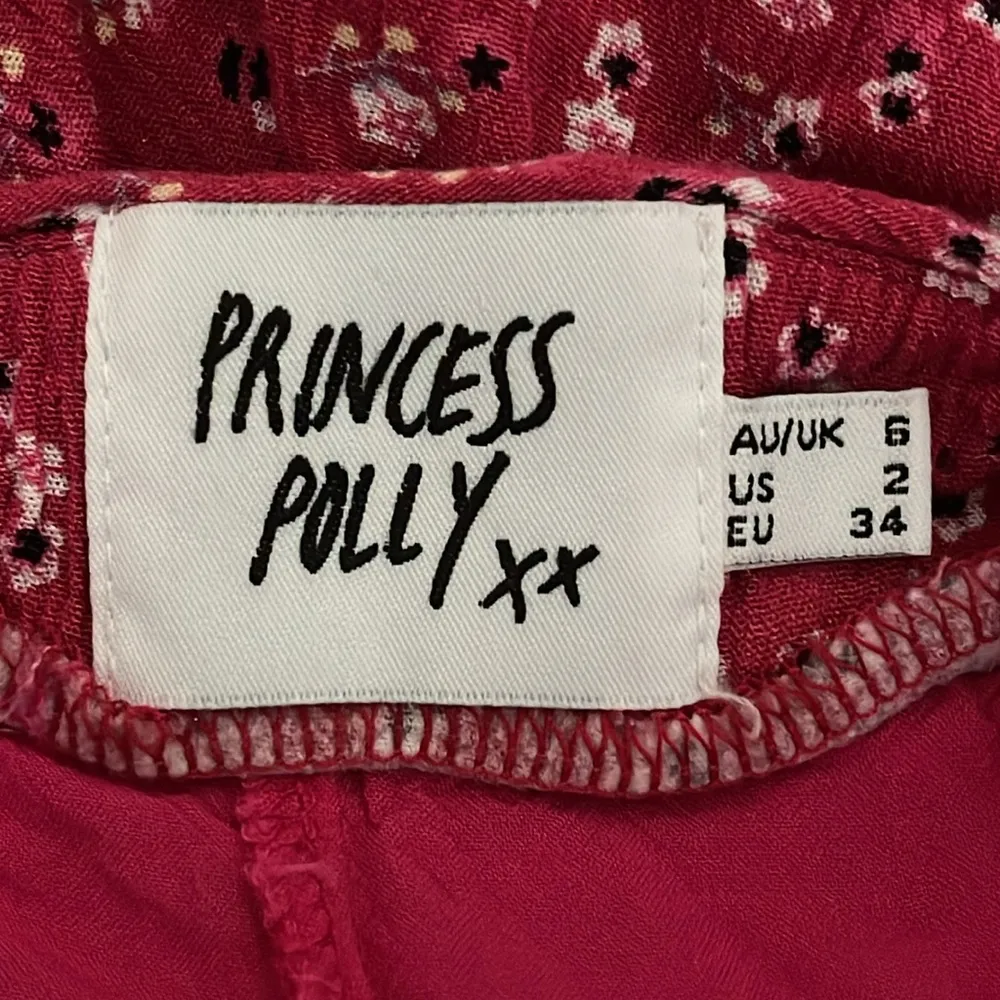 PRINCESS
POLLY xx
AU/UK 6
US 2
EU 34